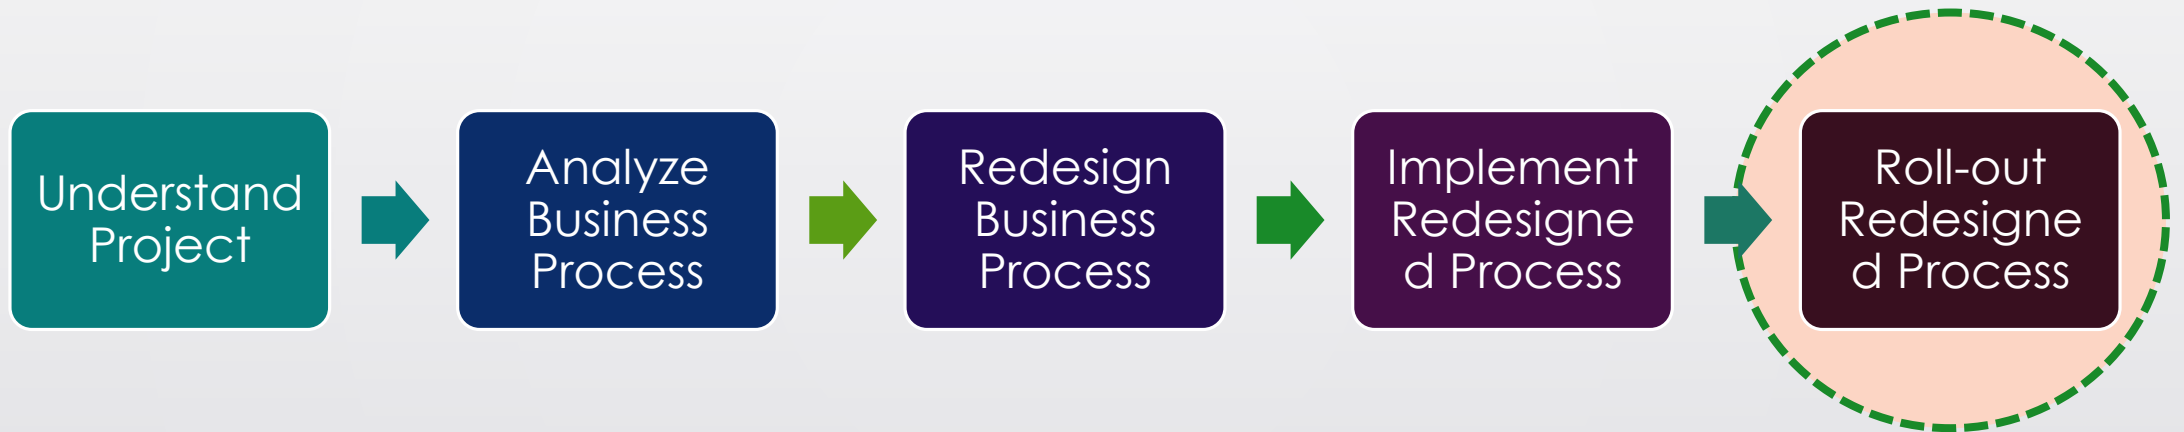 Understand
Project
Analyze
Business
Process
Redesign
Business
Process
Implement
Redesigne
d Process
Roll-out
Redesigne
d Process